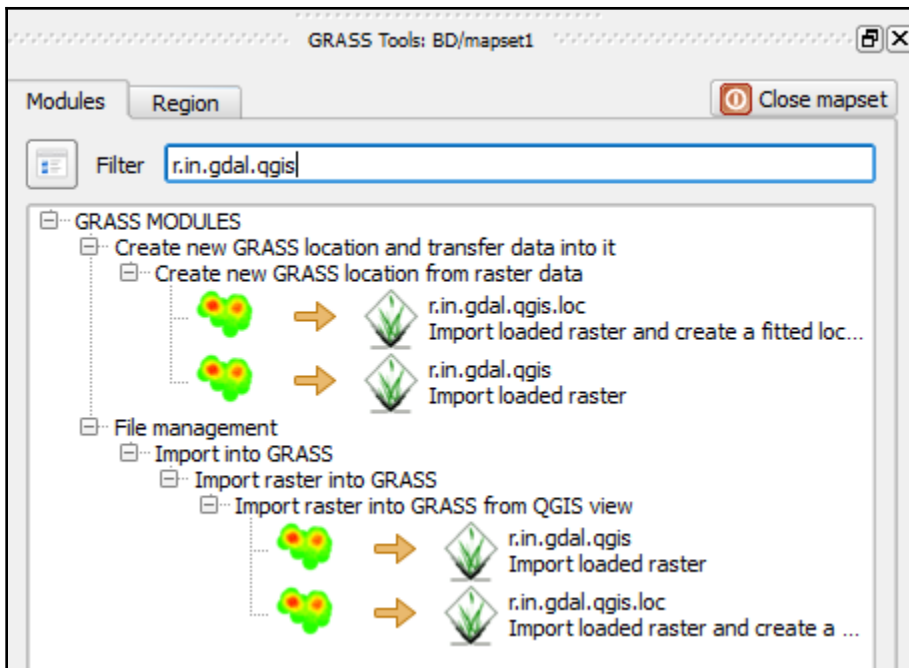 GRASS Tools: BD/mapset1
Modules
Region
Close mapset
Filter
r.in.gdal.qgis
GRASS MODULES
Create new GRASS location and transfer data into it
Create new GRASS location from raster data
r.in.gdal.qgis.loc
Import loaded raster and create a fitted loc...
r.in.gdal.qgis
Import loaded raster
File management
Import into GRASS
Import raster into GRASS
Import raster into GRASS from QGIS view
r.in.gdal.qgis
Import loaded raster
r.in.gdal.qgis.loc
Import loaded raster and create a ...